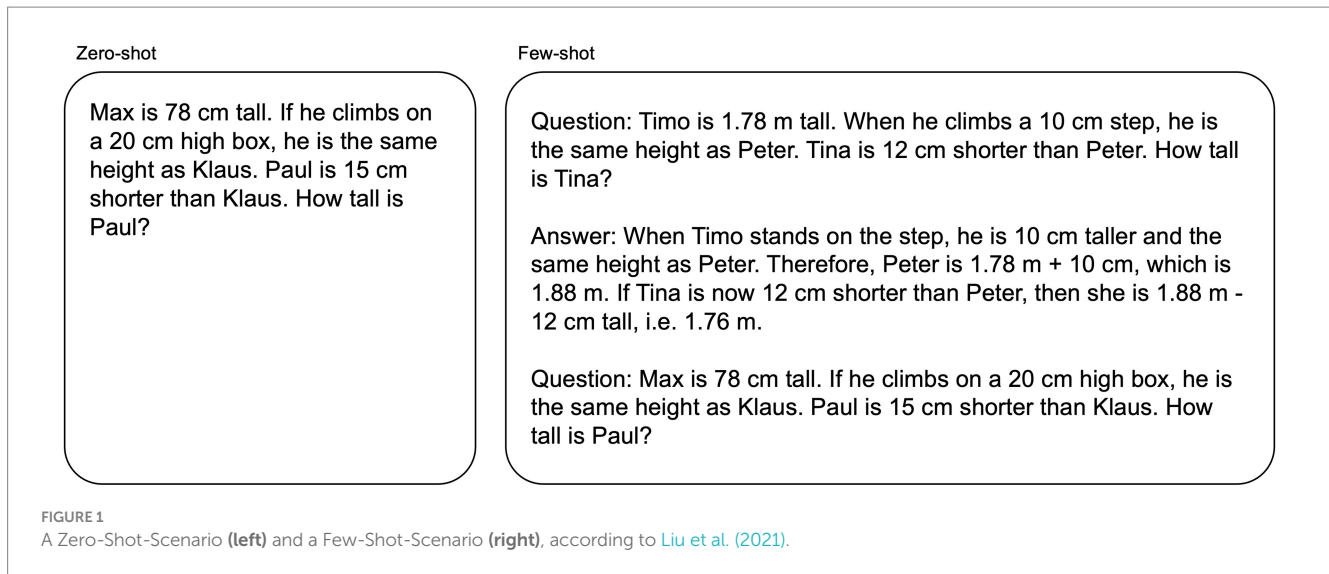 Zero-shot
Max is 78 cm tall. If he climbs on
a 20 cm high box, he is the same
height as Klaus. Paul is 15 cm
shorter than Klaus. How tall is
Paul?
Few-shot
Question: Timo is 1.78 m tall. When he climbs a 10 cm step, he is
the same height as Peter. Tina is 12 cm shorter than Peter. How tall
is Tina?
Answer: When Timo stands on the step, he is 10 cm taller and the
same height as Peter. Therefore, Peter is 1.78 m + 10 cm, which is
1.88 m. If Tina is now 12 cm shorter than Peter, then she is 1.88 m -
12 cm tall, i.e. 1.76 m.
Question: Max is 78 cm tall. If he climbs on a 20 cm high box, he is
the same height as Klaus. Paul is 15 cm shorter than Klaus. How
tall is Paul?
FIGURE 1
A Zero-Shot-Scenario (left) and a Few-Shot-Scenario (right), according to Liu et al. (2021).